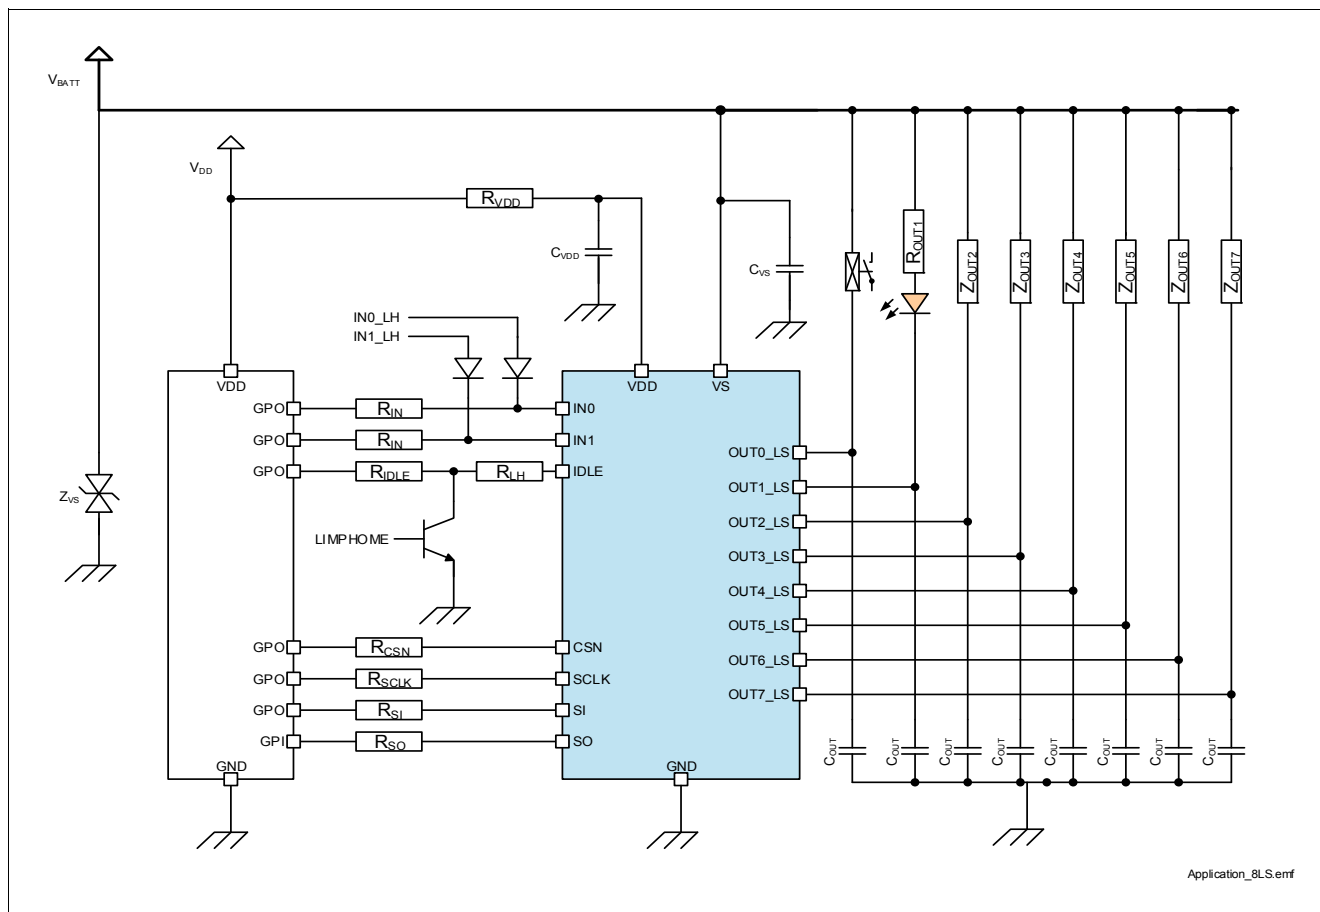 VBATT
VDD
RVDD
CVDD
CVS
ROUT1
ZOUT2
ZOUT3
ZOUT4
ZOUT5
ZOUT6
ZOUT7
IN0_LH
IN1_LH
VDD
VDD
VS
GPO
RIN
IN0
GPO
RIN
IN1
GPO
RIDLE
RLH
IDLE
OUT0_LS
OUT1_LS
ZVS
OUT2_LS
LIMPHOME
OUT3_LS
OUT4_LS
OUT5_LS
GPO
RCSN
CSN
OUT6_LS
GPO
RSCLK
SCLK
OUT7_LS
GPO
RSI
SI
GPI
RSO
SO
COUT
COUT
COUT
COUT
COUT
COUT
COUT
COUT
GND
GND
Application_8LS.emf